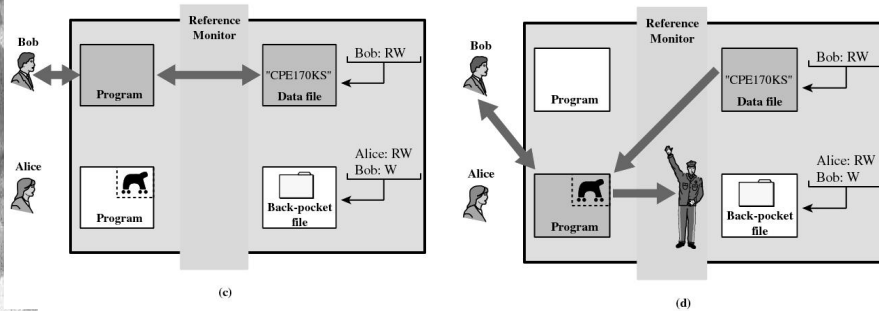 Reference
Monitor
Bob
Bob: RW
"CPE170KS"
Program
Data file
Alice
Alice: RW
Bob: W
Program
Back-pocket
file
(c)
Reference
Monitor
Bob
Bob: RW
"CPE170KS"
Program
Data file
Alice
Alice: RW
Bob: W
Program
Back-pocket
file
(d)